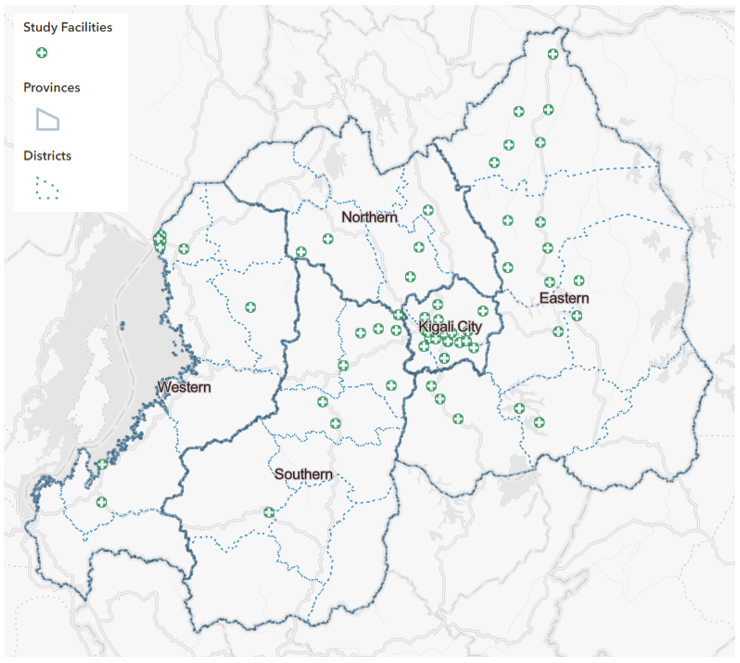 Study Facilities
Provinces
Districts
Northern
Eastern
Kigali City
Western
Southern